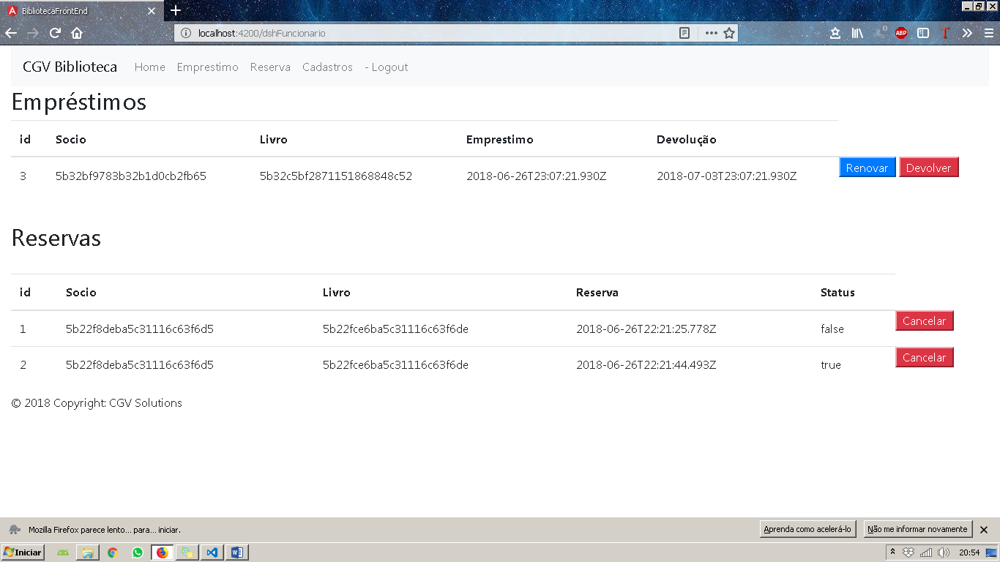 BibliotecaFrontEnd
localhost:4200/dshFuncionario
ABP
CGV Biblioteca Home Emprestimo Reserva Cadastros - Logout
Empréstimos
id Socio Livro Emprestimo Devolução
3 5b32bf9783b32b1d0cb2fb65 5b32c5bf2871151868848c52 2018-06-26T23:07:21.930Z 2018-07-03T23:07:21.930Z Renovar Devolver
Reservas
id Socio Livro Reserva Status
1 5b22f8deba5c31116c63f6d5 5b22fce6ba5c31116c63f6de 2018-06-26T22:21:25.778Z false Cancelar
2 5b22f8deba5c31116c63f6d5 5b22fce6ba5c31116c63f6de 2018-06-26T22:21:44.493Z true Cancelar
© 2018 Copyright: CGV Solutions
Mozilla Firefox parece lento... para... iniciar. Aprenda como acelerá-lo Não me informar novamente
Iniciar 20:54